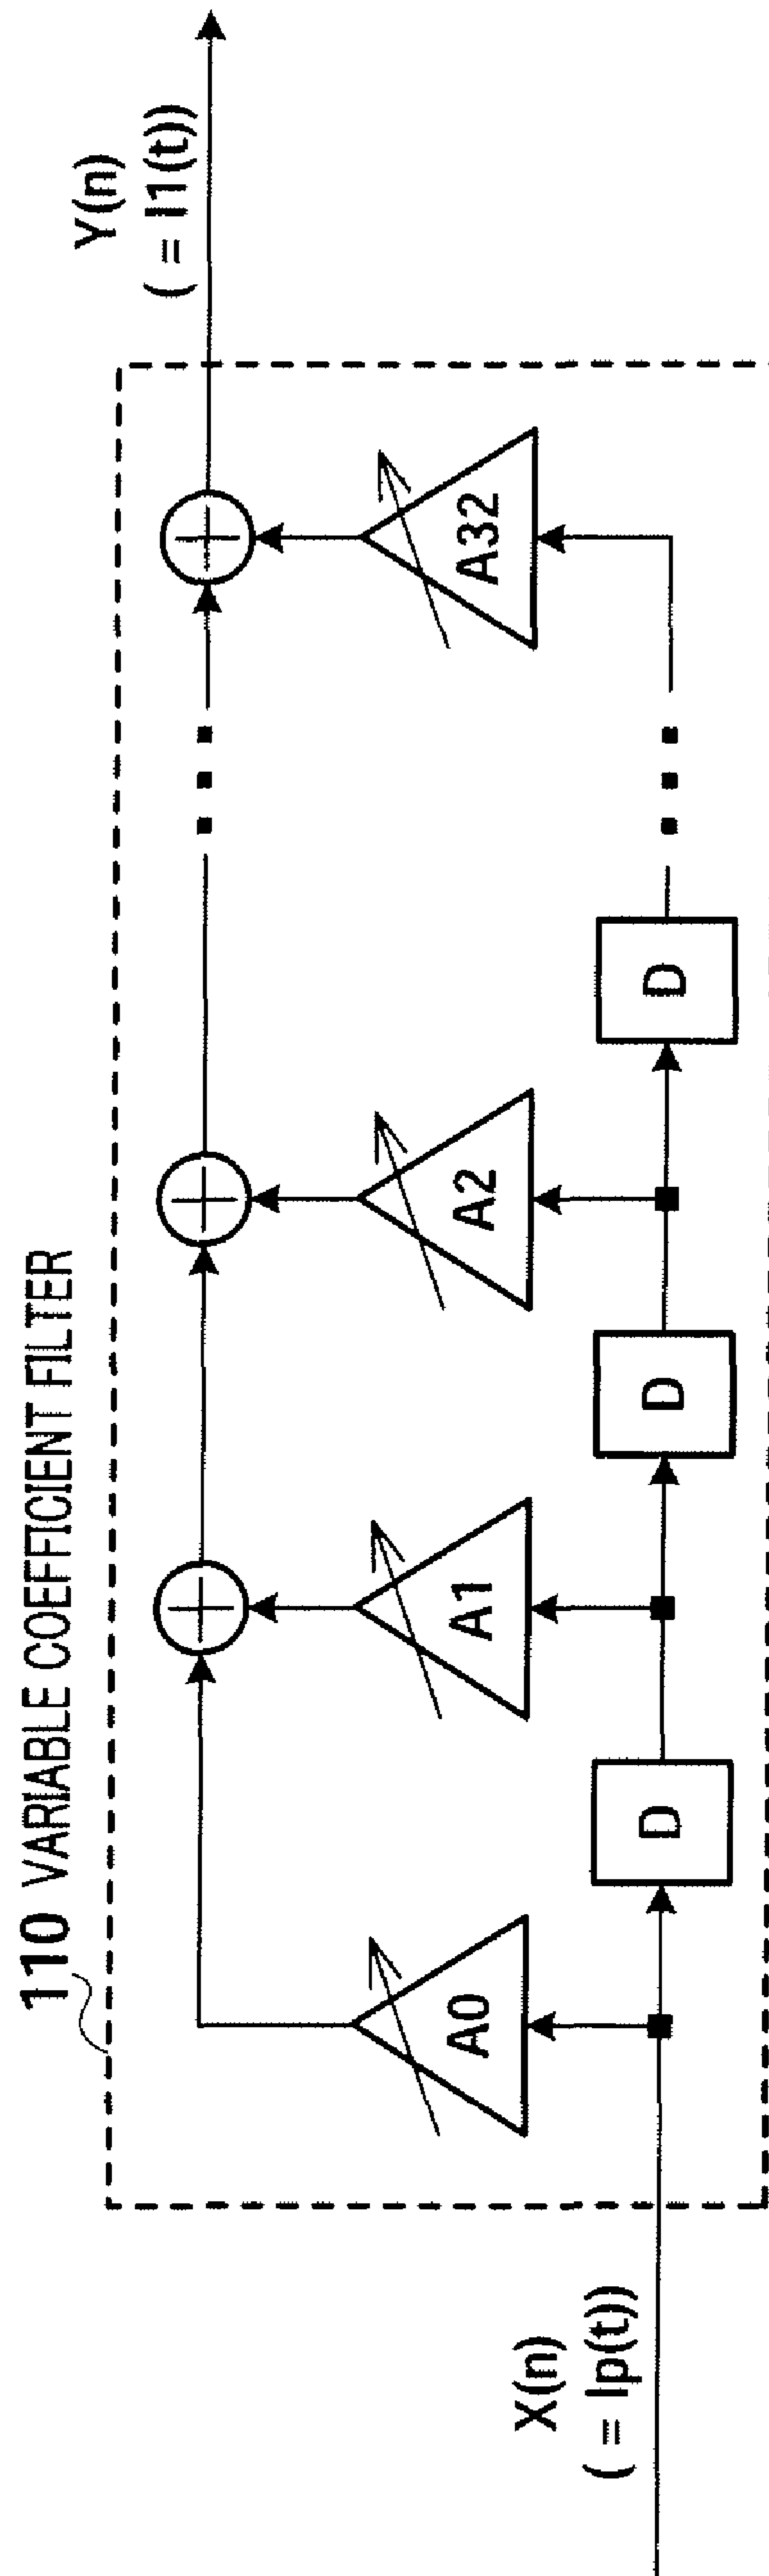 110 VARIABLE COEFFICIENT FILTER
X(n)
( = Ip(t))
Y(n)
( = I1(t))
A0
A1
A2
A32
D
D
D